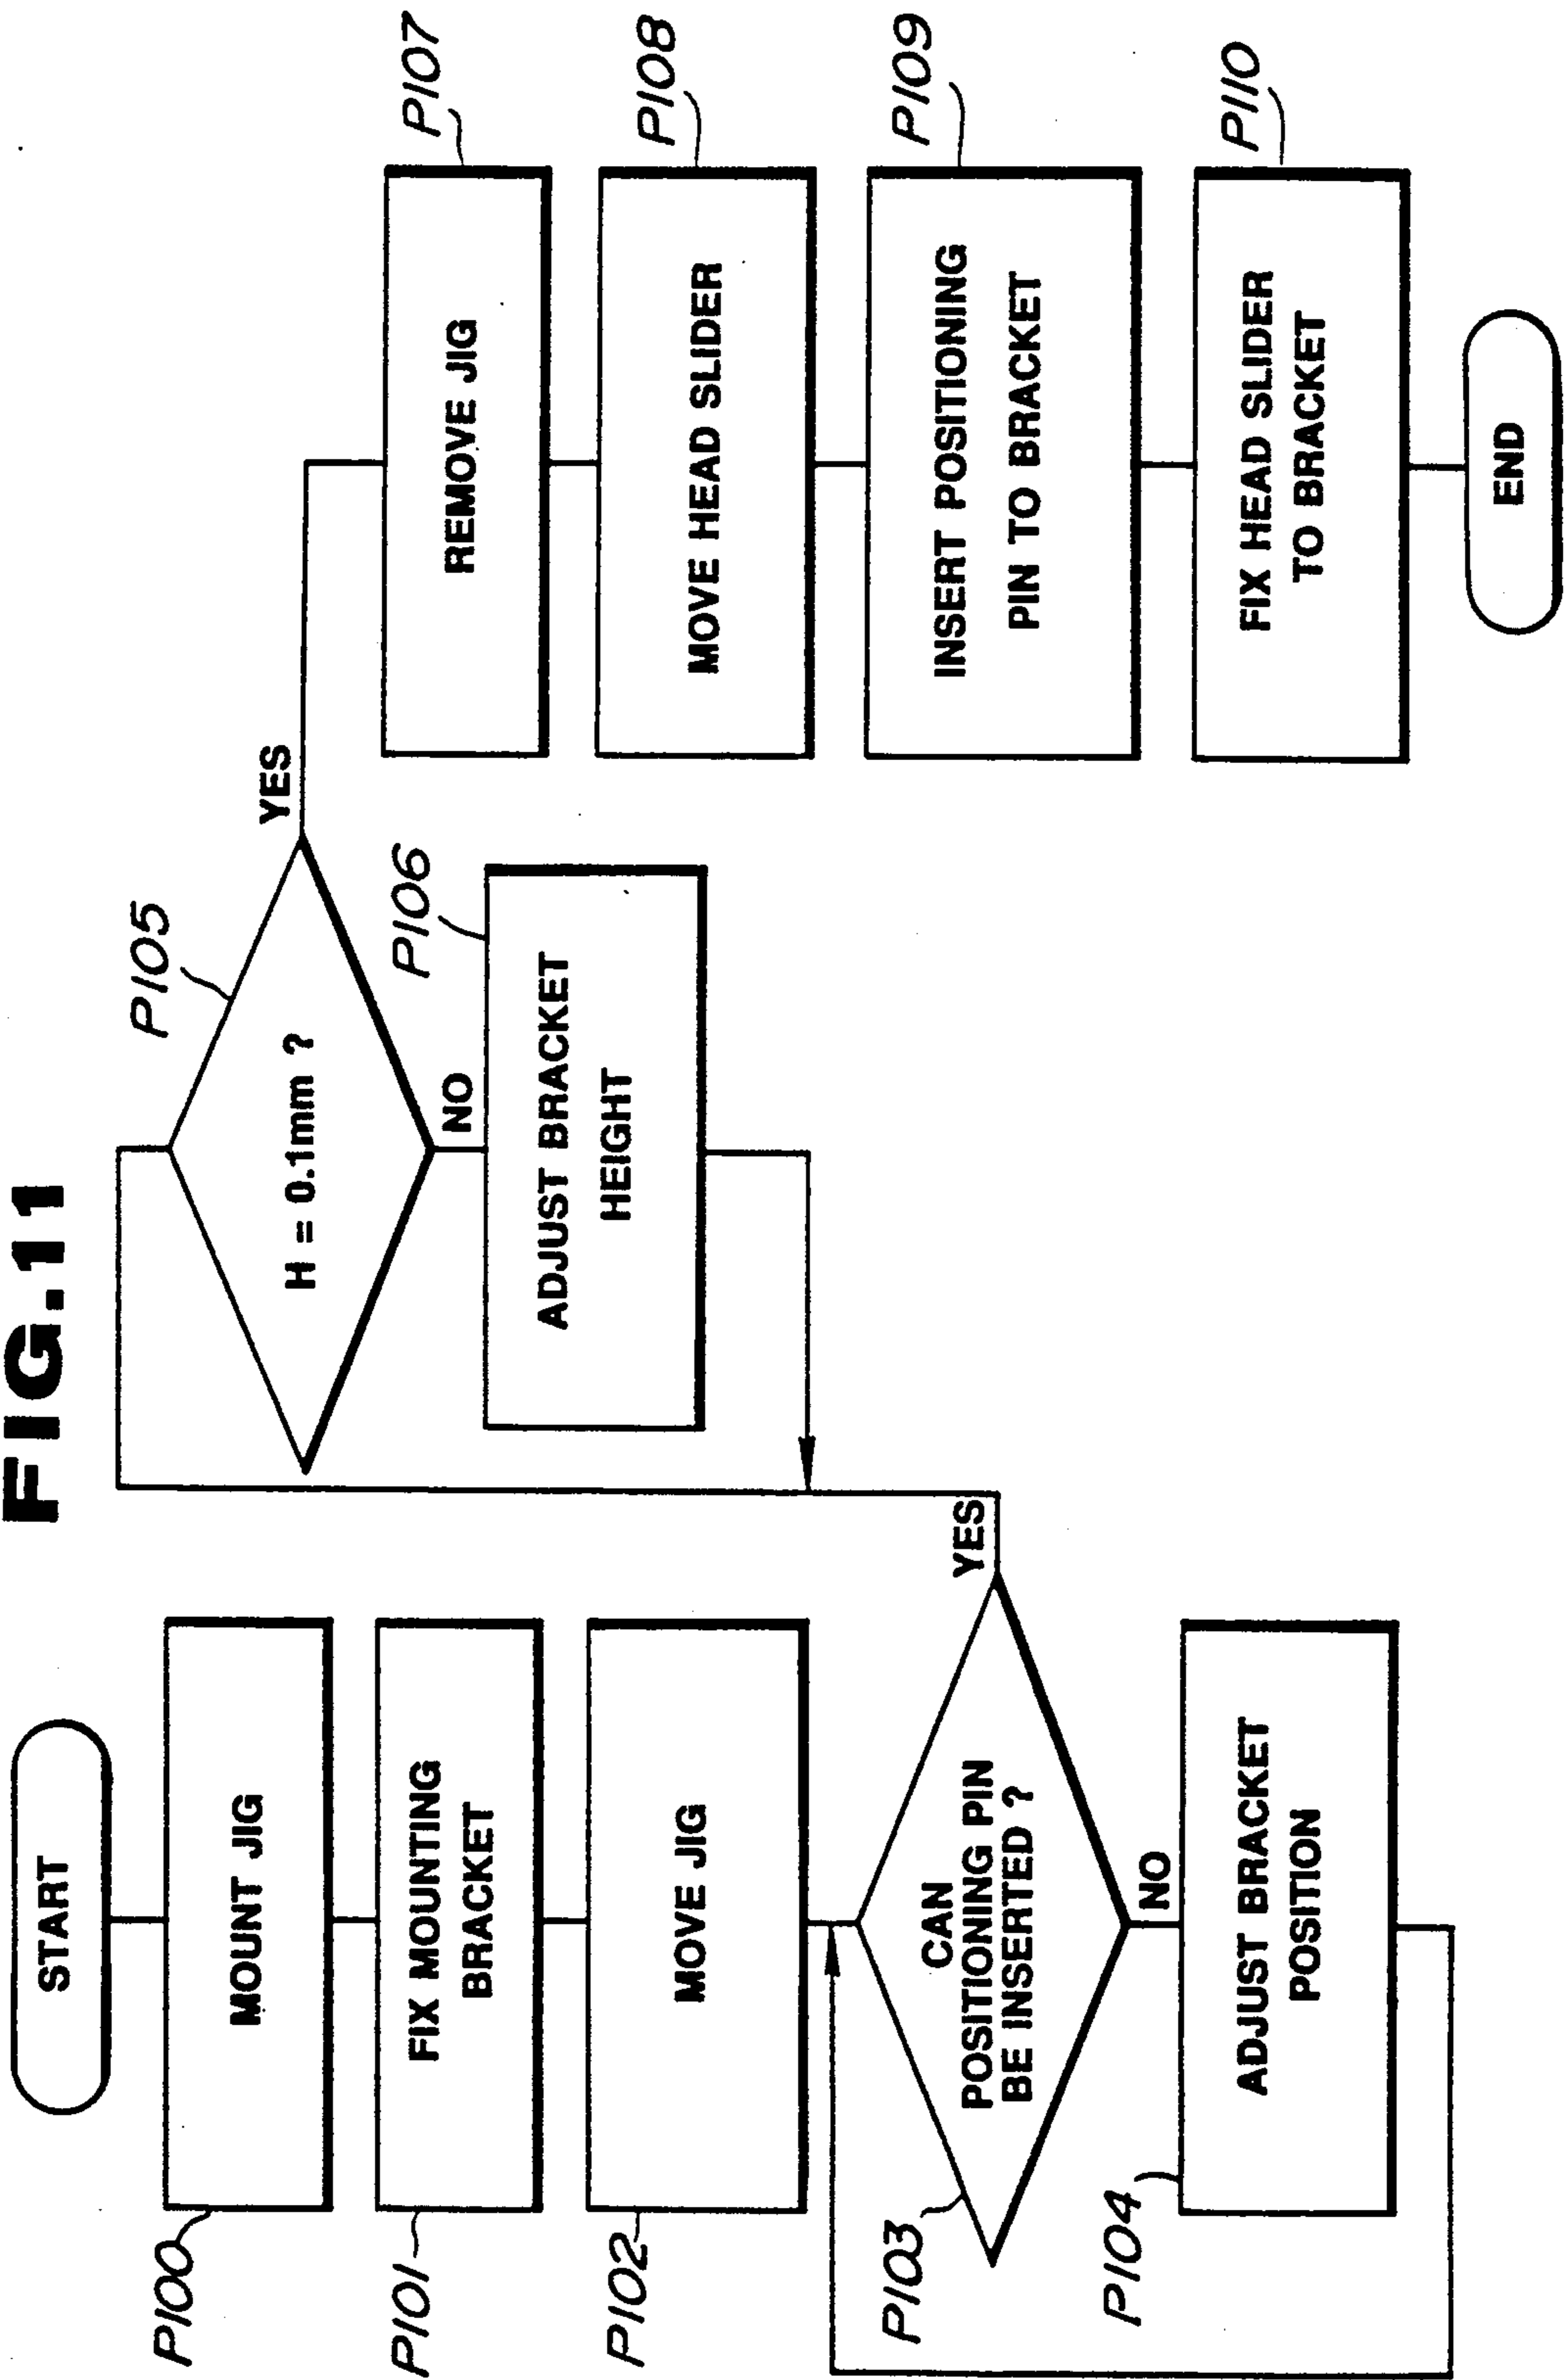 FIG.11
START
P100
MOUNT JIG
P101
FIX MOUNTING
BRACKET
P102
MOVE JIG
P103
CAN
POSITIONING PIN
BE INSERTED ?
YES
NO
P104
ADJUST BRACKET
POSITION
P105
H = 0.1mm ?
YES
NO
P106
ADJUST BRACKET
HEIGHT
P107
REMOVE JIG
P108
MOVE HEAD SLIDER
P109
INSERT POSITIONING
PIN TO BRACKET
P110
FIX HEAD SLIDER
TO BRACKET
END